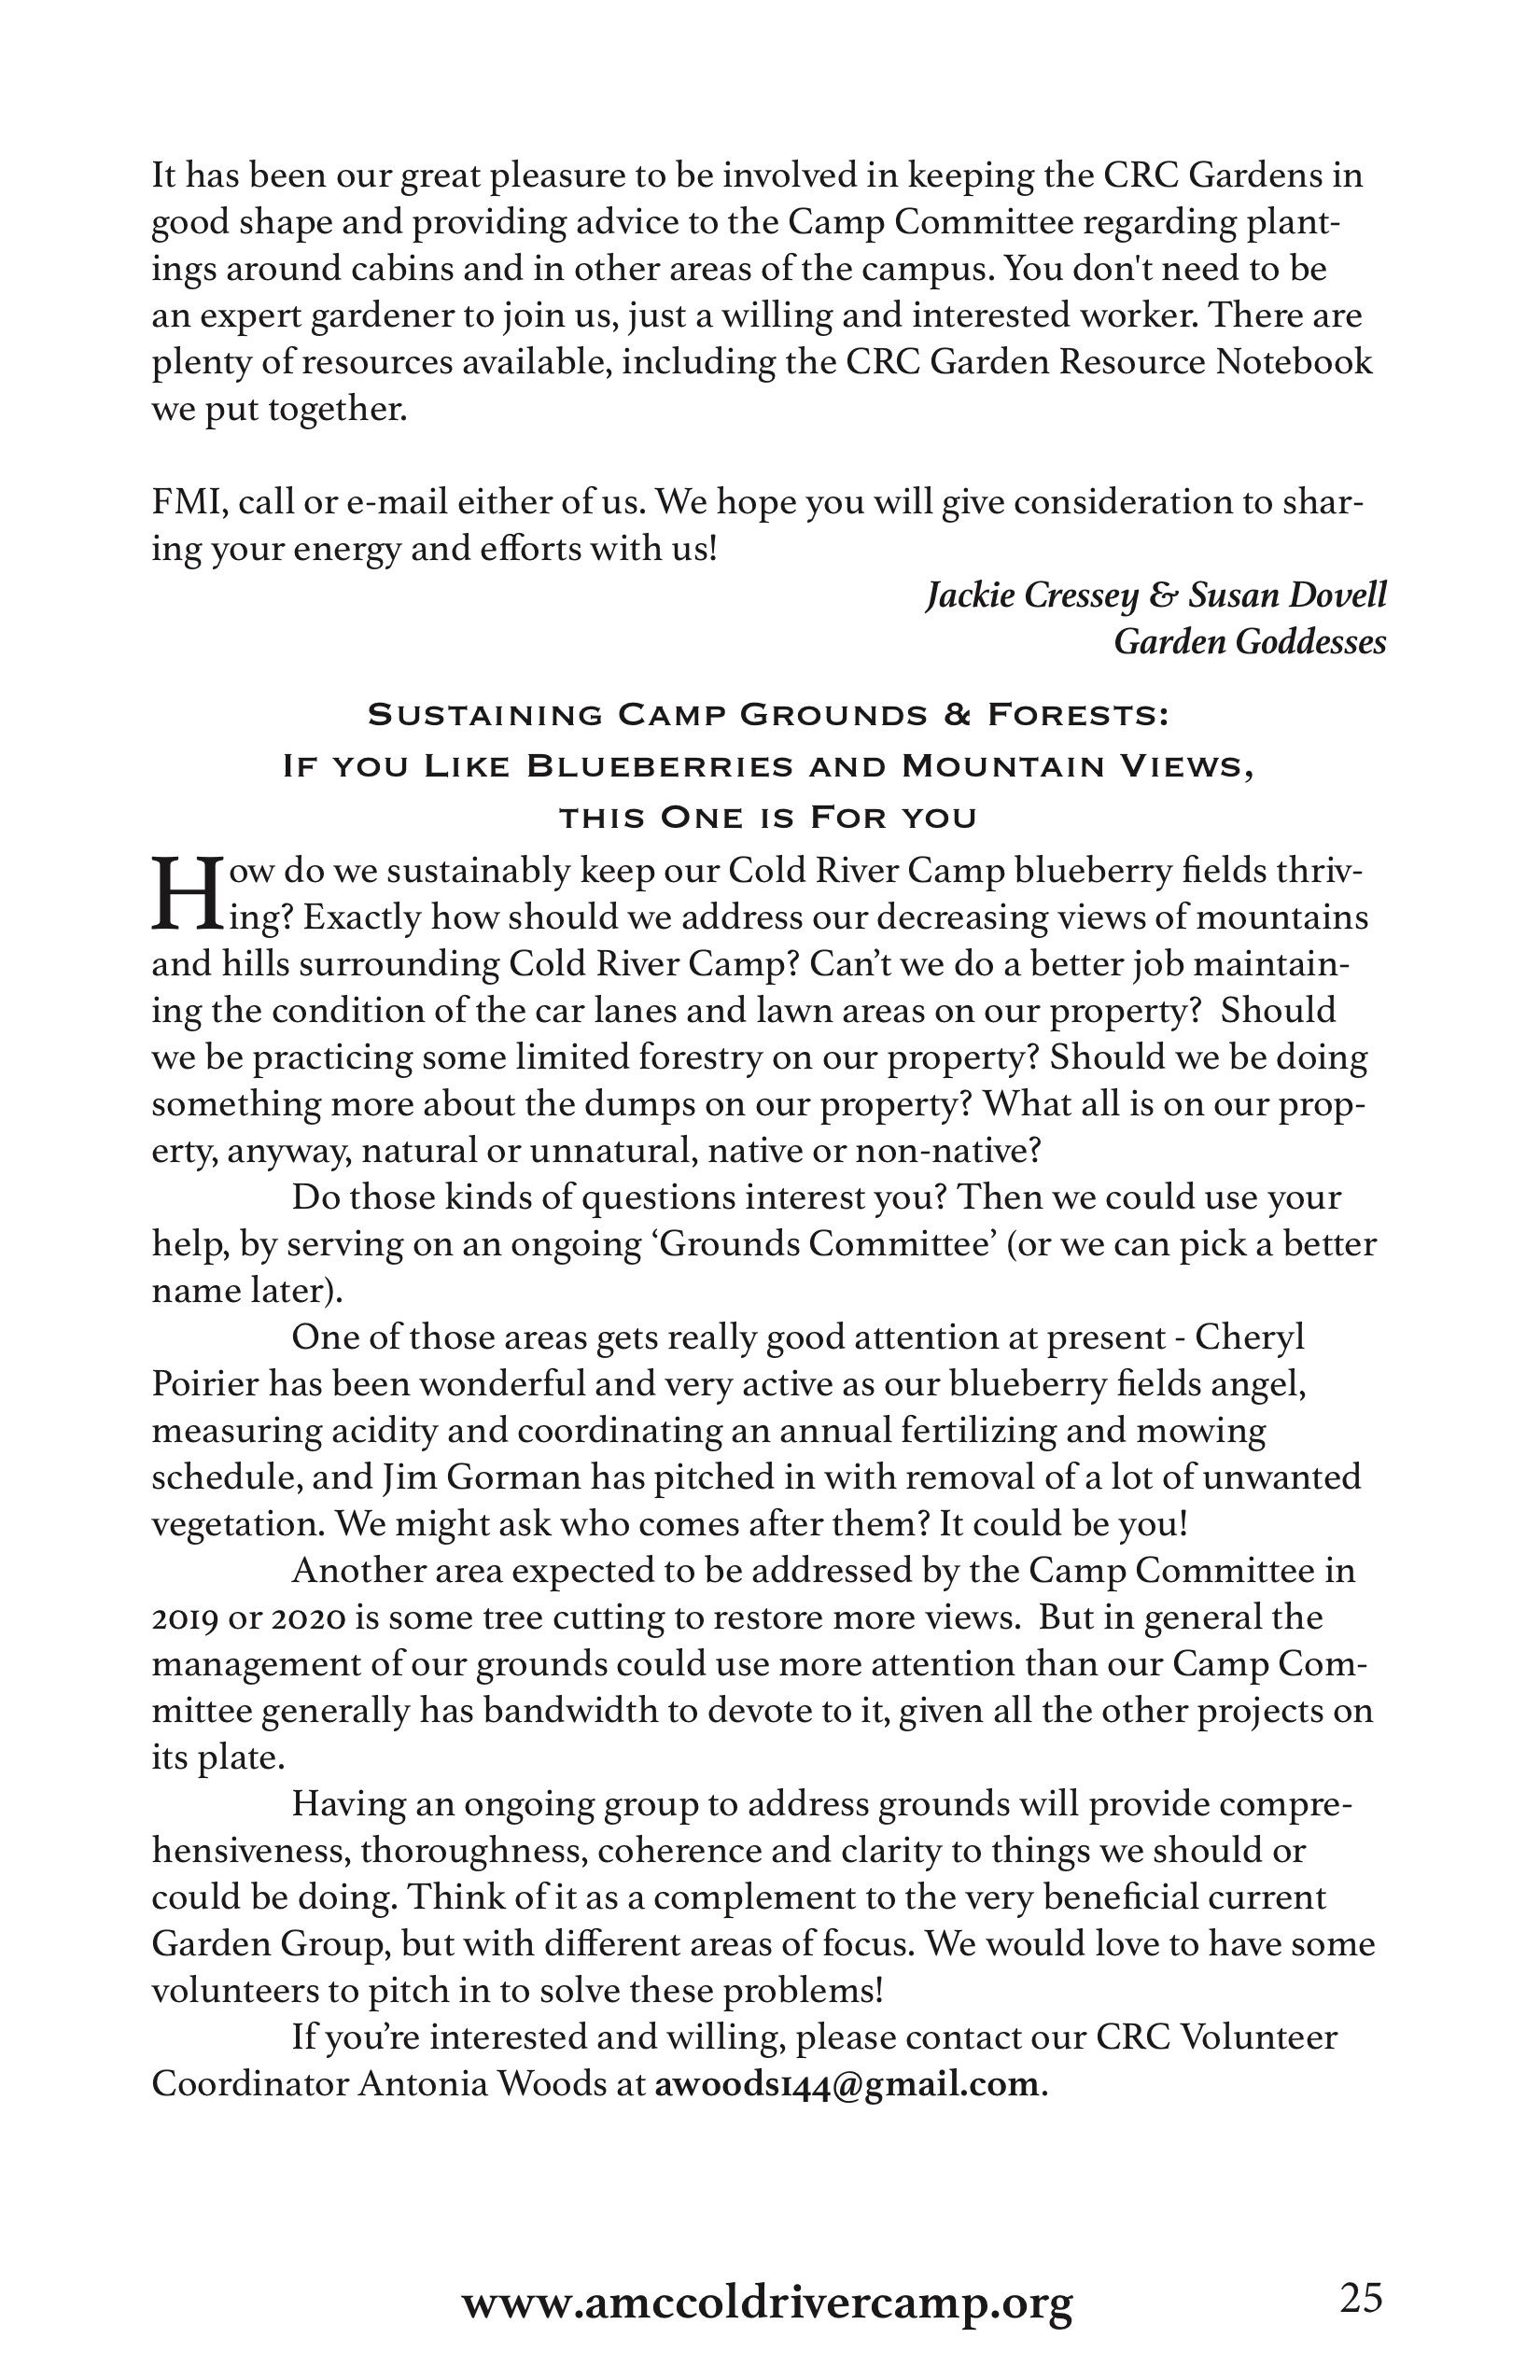 It has been our great pleasure to be involved in keeping the CRC Gardens in
good shape and providing advice to the Camp Committee regarding plant-
ings around cabins and in other areas of the campus. You don't need to be
an expert gardener to join us, just a willing and interested worker. There are
plenty of resources available, including the CRC Garden Resource Notebook
we put together.
FMI, call or e-mail either of us. We hope you will give consideration to shar-
ing your energy and efforts with us!
Jackie Cressey & Susan Dovell
Garden Goddesses
Sustaining Camp Grounds & Forests:
If you Like Blueberries and Mountain Views,
this One is For you
How do we sustainably keep our Cold River Camp blueberry fields thriv-
ing? Exactly how should we address our decreasing views of mountains
and hills surrounding Cold River Camp? Can’t we do a better job maintain-
ing the condition of the car lanes and lawn areas on our property?  Should
we be practicing some limited forestry on our property? Should we be doing
something more about the dumps on our property? What all is on our prop-
erty, anyway, natural or unnatural, native or non-native?
Do those kinds of questions interest you? Then we could use your
help, by serving on an ongoing ‘Grounds Committee’ (or we can pick a better
name later).
One of those areas gets really good attention at present - Cheryl
Poirier has been wonderful and very active as our blueberry fields angel,
measuring acidity and coordinating an annual fertilizing and mowing
schedule, and Jim Gorman has pitched in with removal of a lot of unwanted
vegetation. We might ask who comes after them? It could be you!
Another area expected to be addressed by the Camp Committee in
2019 or 2020 is some tree cutting to restore more views.  But in general the
management of our grounds could use more attention than our Camp Com-
mittee generally has bandwidth to devote to it, given all the other projects on
its plate.
Having an ongoing group to address grounds will provide compre-
hensiveness, thoroughness, coherence and clarity to things we should or
could be doing. Think of it as a complement to the very beneficial current
Garden Group, but with different areas of focus. We would love to have some
volunteers to pitch in to solve these problems!
If you’re interested and willing, please contact our CRC Volunteer
Coordinator Antonia Woods at awoods144@gmail.com.
www.amccoldrivercamp.org
25